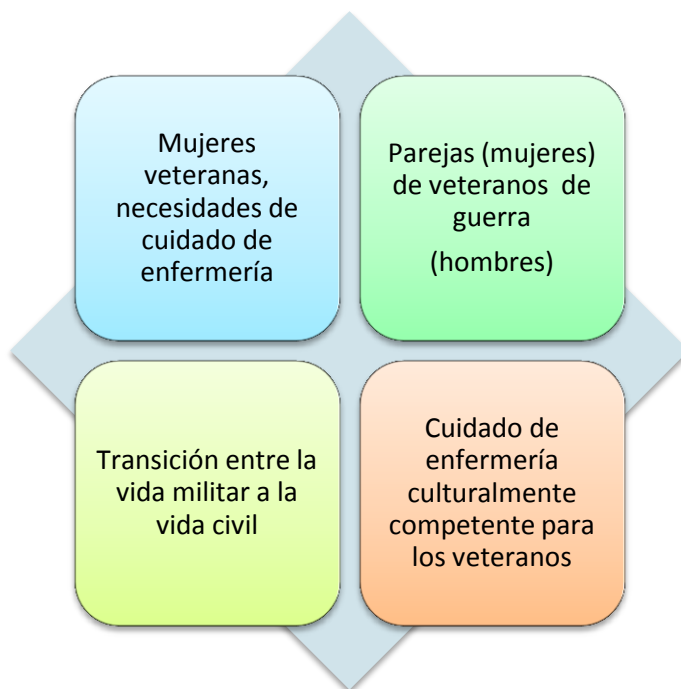 Mujeres
veteranas,
necesidades de
cuidado de
enfermería
Parejas (mujeres)
de veteranos de
guerra
(hombres)
Transición entre la
vida militar a la
vida civil
Cuidado de
enfermería
culturalmente
competente para
los veteranos